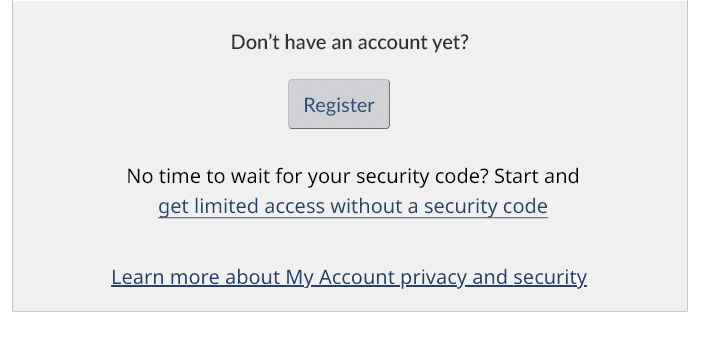 Don’t have an account yet?
Register
No time to wait for your security code? Start and
get limited access without a security code
Learn more about My Account privacy and security